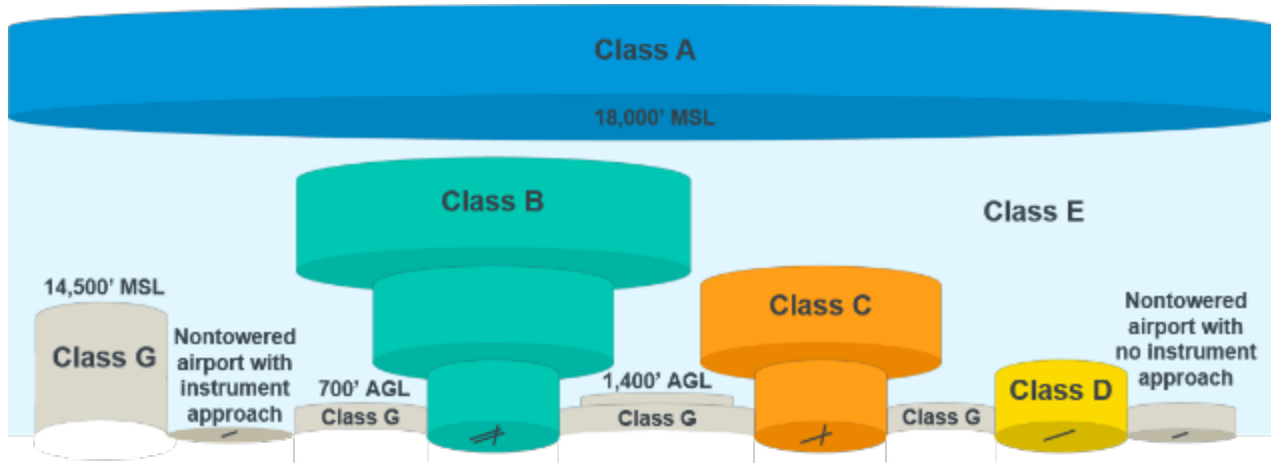 Class A
18,000' MSL
Class B
Class E
14,500' MSL
Class C
Nontowered
airport with
no instrument
approach
Nontowered
airport with
instrument
approach
Class G
700' AGL
1,400' AGL
Class D
Class G
Class G
Class G